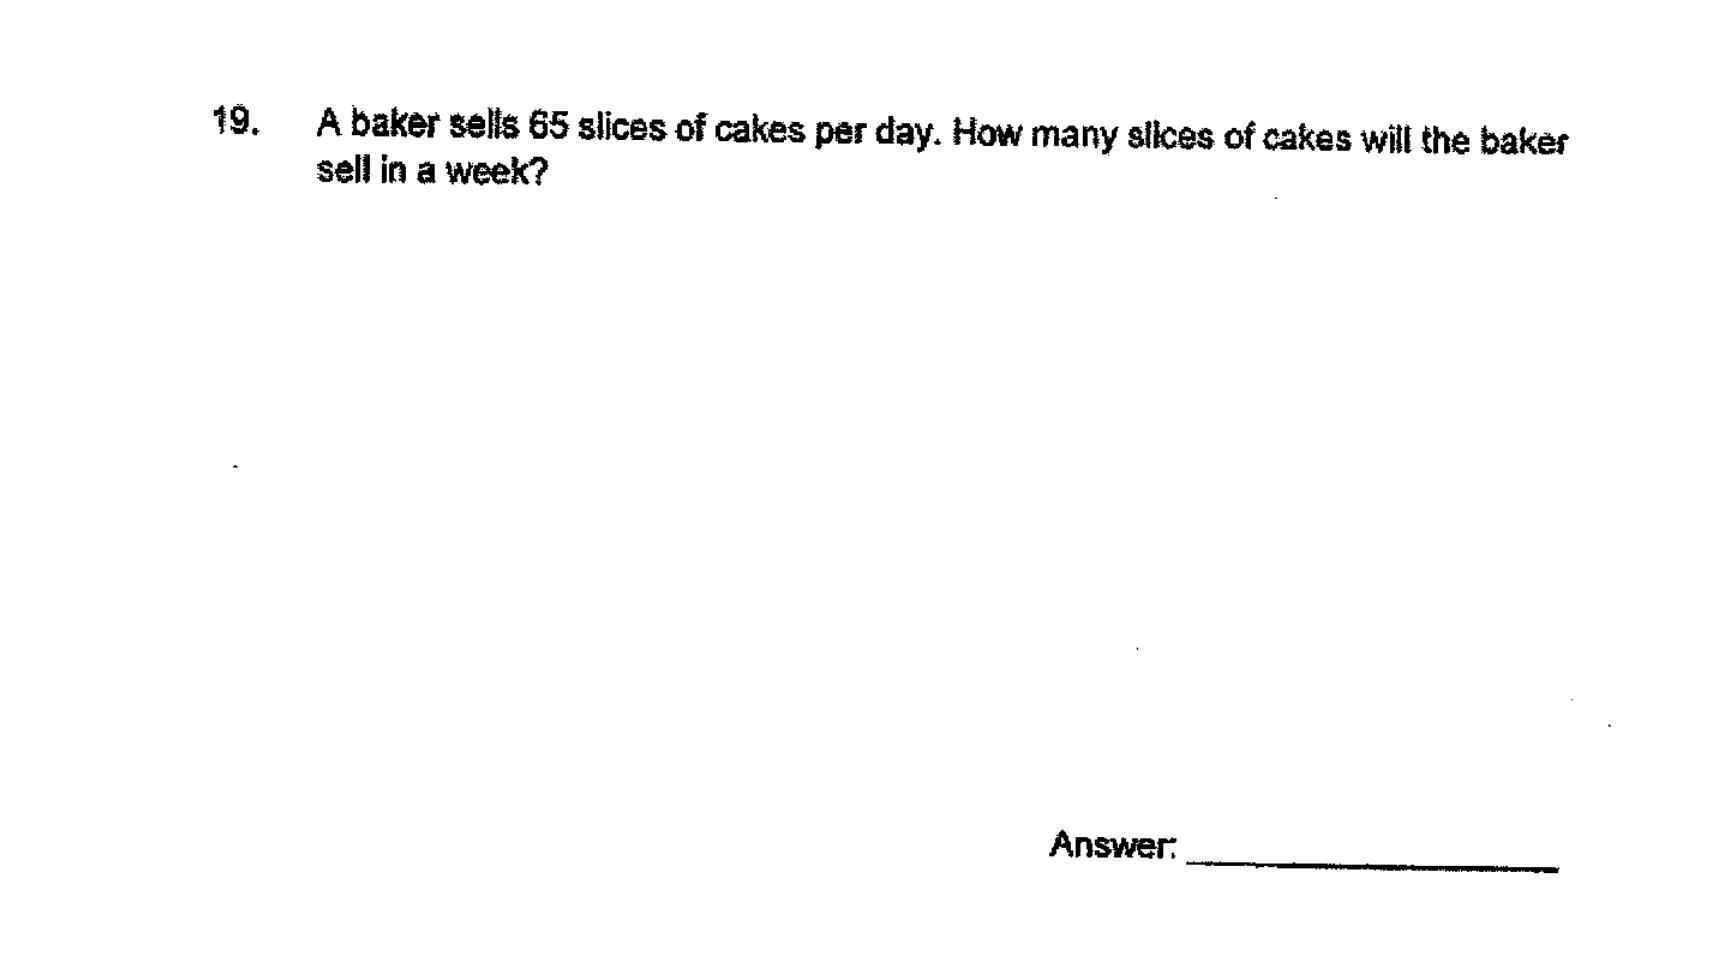 19. A baker sells 65 slices of cakes per day. How many slices of cakes will the baker
sell in a week?
Answer: